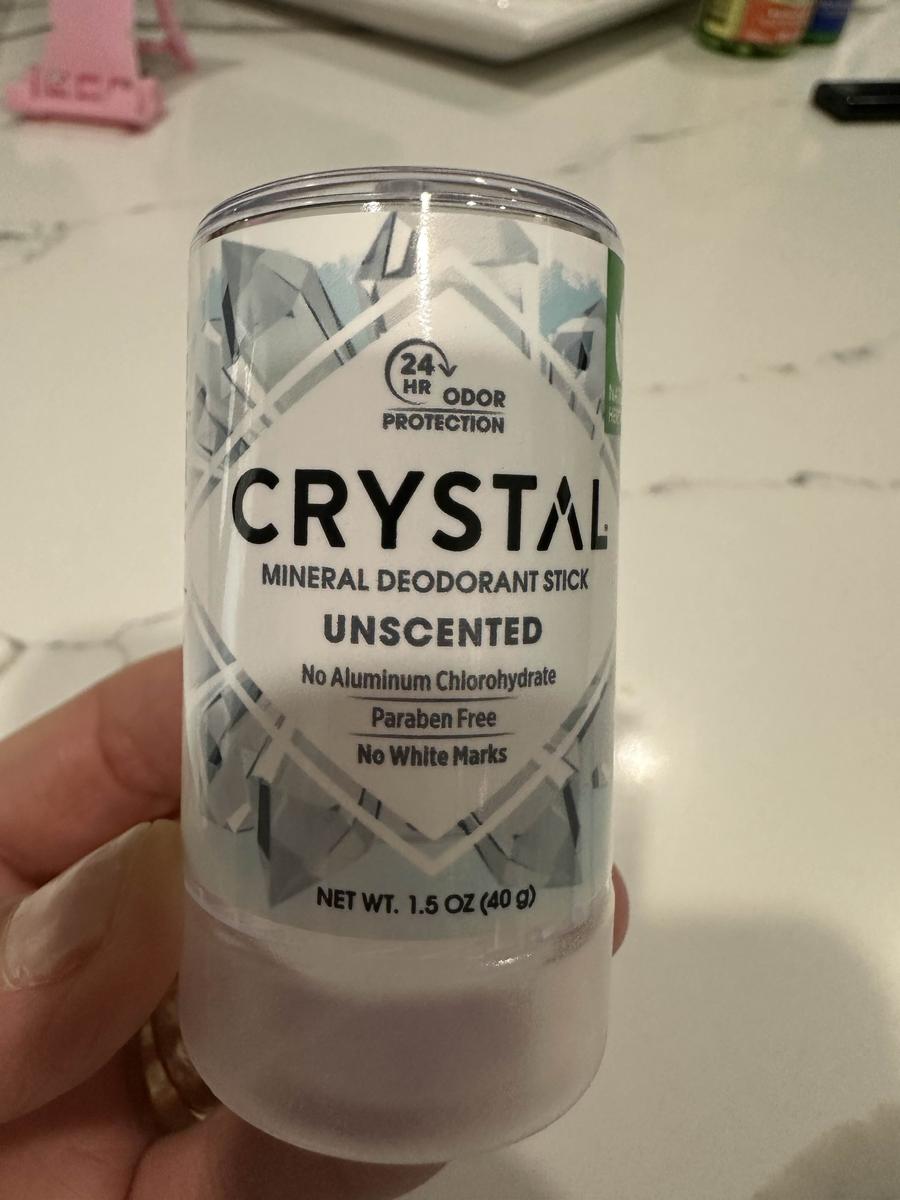 24
HR ODOR
PROTECTION
CRYSTAL
MINERAL DEODORANT STICK
UNSCENTED
No Aluminum Chlorohydrate
Paraben Free
No White Marks
NET WT. 1.5 OZ (40 g)